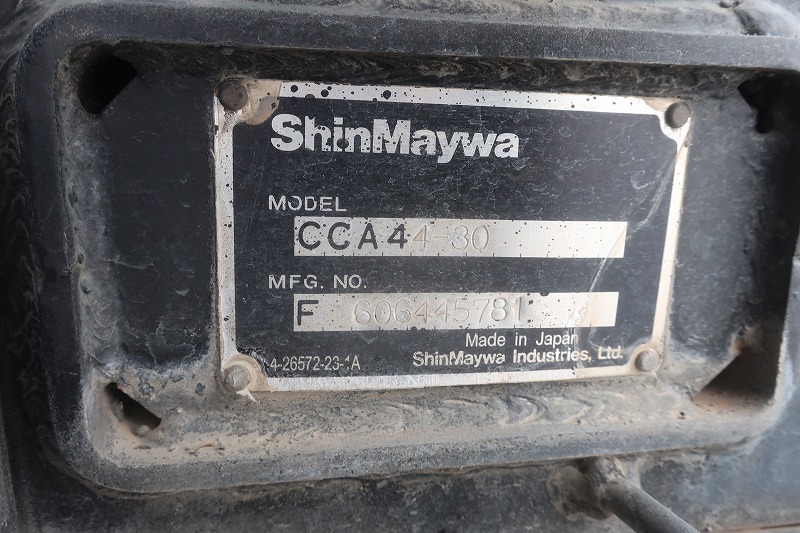 ShinMaywa
MODEL
CCA44-30
MFG. NO.
F 606445781
Made in Japan
4-26572-23-1A
ShinMaywa Industries, Ltd.